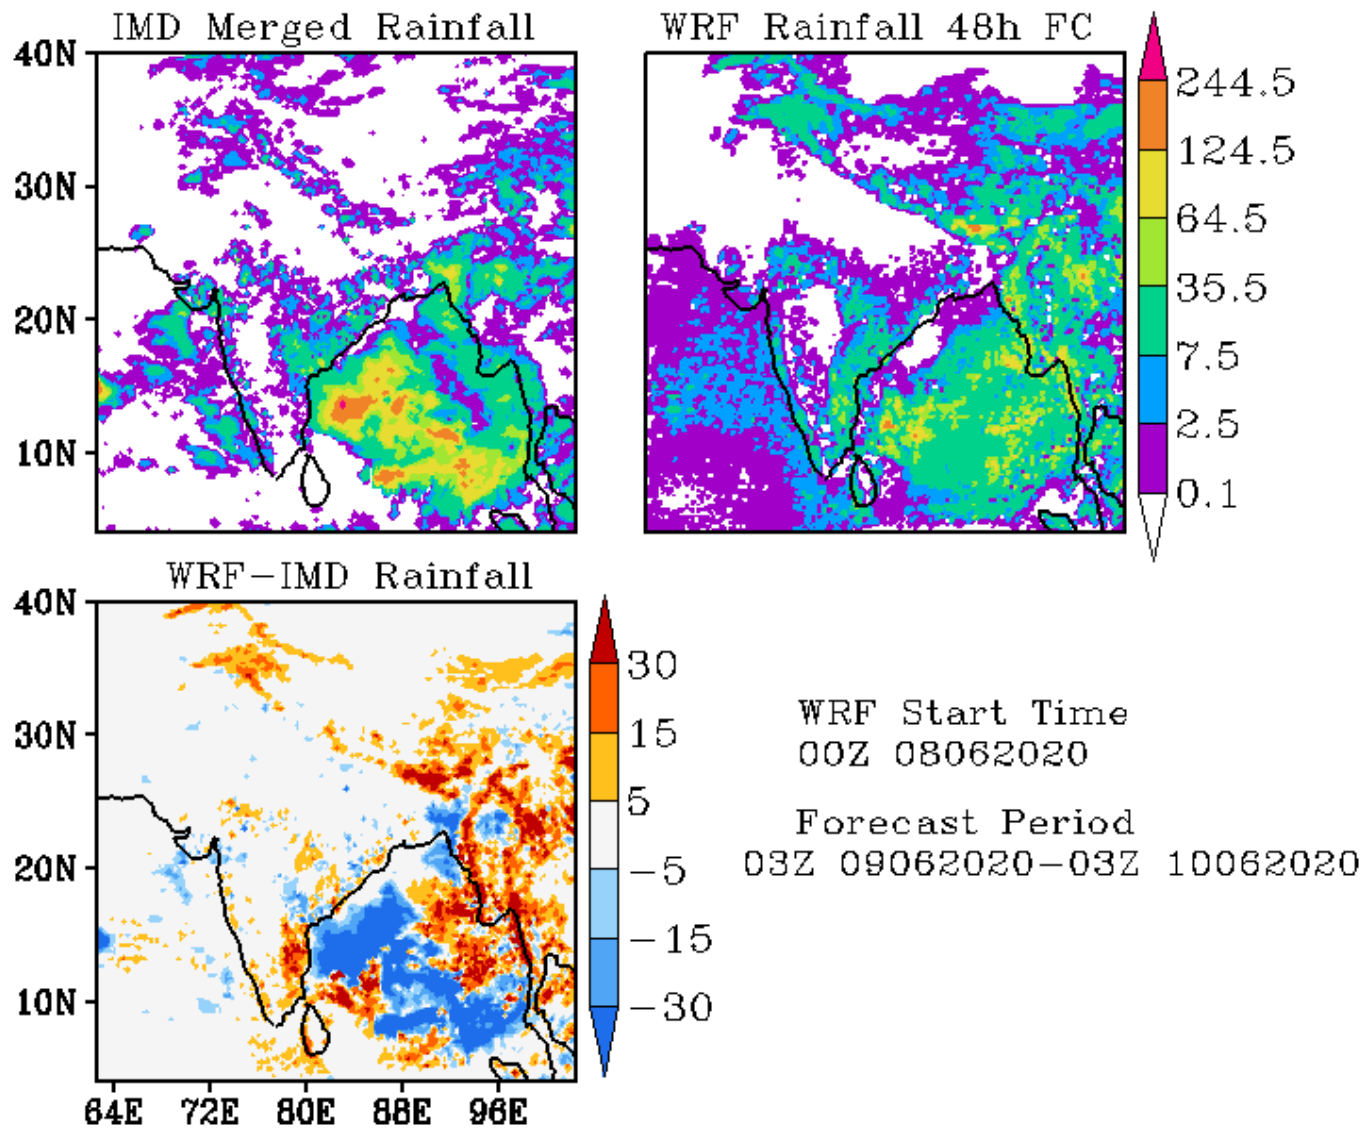 IMD Merged Rainfall
WRF Rainfall 48h FC
40N
30N
20N
10N
244.5
124.5
64.5
35.5
7.5
2.5
0.1
WRF-IMD Rainfall
40N
30N
20N
10N
64E 72E 80E 88E 96E
30
15
5
-5
-15
-30
WRF Start Time
00Z 08062020
Forecast Period
03Z 09062020-03Z 10062020